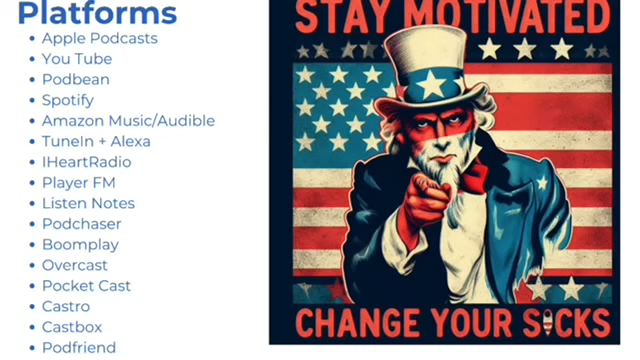 Platforms
Apple Podcasts
You Tube
Podbean
Spotify
Amazon Music/Audible
TuneIn + Alexa
IHeartRadio
Player FM
Listen Notes
Podchaser
Boomplay
Overcast
Pocket Cast
Castro
Castbox
Podfriend
STAY MOTIVATED
CHANGE YOUR SOCKS